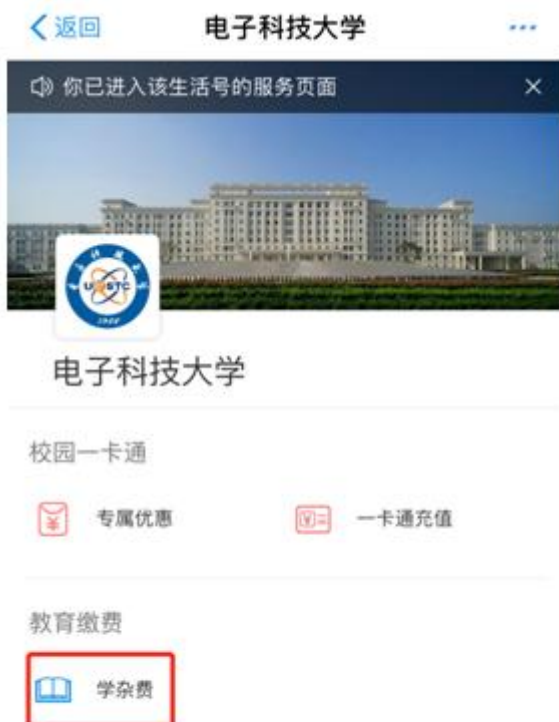 返回 电子科技大学
你已进入该生活号的服务页面
UESTC
1956
电子科技大学
校园一卡通
专属优惠 一卡通充值
教育缴费
学杂费